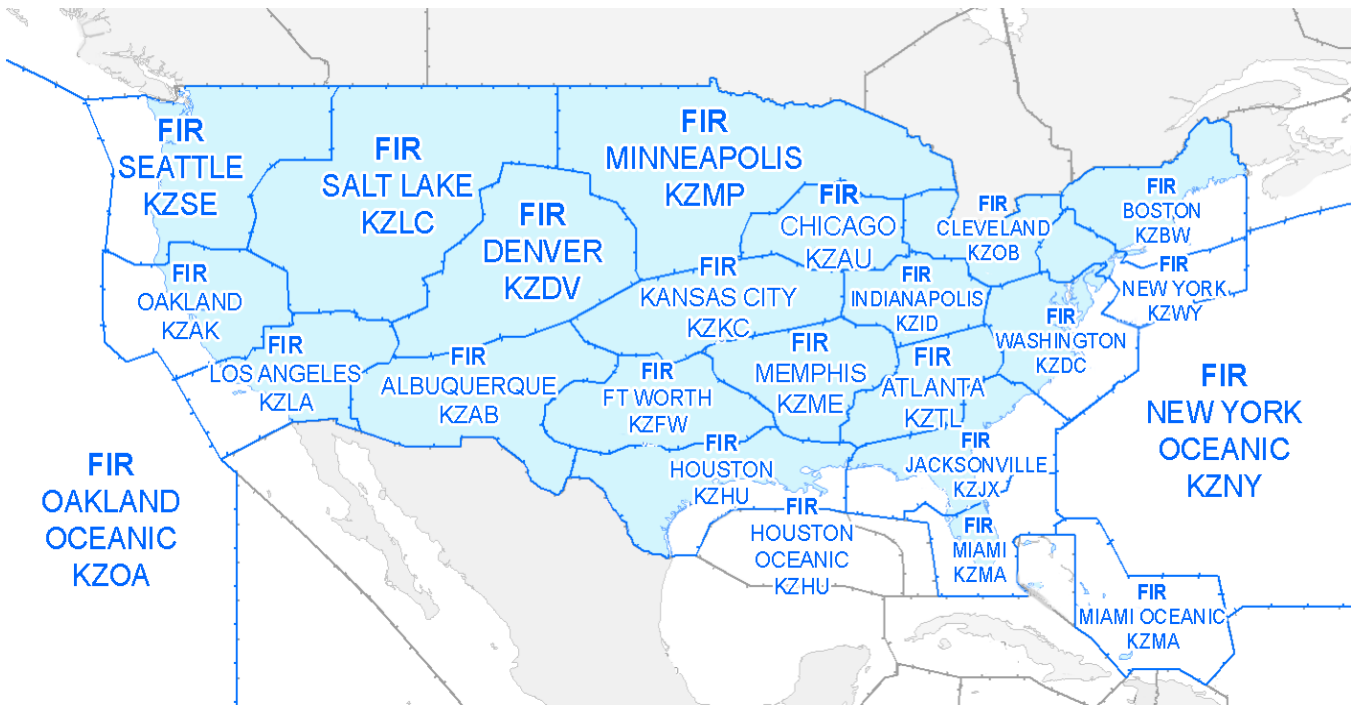 FIR
SEATTLE
KZSE
FIR
SALT LAKE
KZLC
FIR
MINNEAPOLIS
KZMP
FIR
DENVER
KZDV
FIR
CHICAGO
KZAU
FIR
CLEVELAND
KZOB
FIR
BOSTON
KZBW
FIR
NEW YORK
KZWY
FIR
OAKLAND
KZAK
FIR
KANSAS CITY
KZKC
FIR
INDIANAPOLIS
KZID
FIR
WASHINGTON
KZDC
FIR
LOS ANGELES
KZLA
FIR
ALBUQUERQUE
KZAB
FIR
FT WORTH
KZFW
FIR
MEMPHIS
KZME
FIR
ATLANTA
KZTL
FIR
NEW YORK
OCEANIC
KZNY
FIR
OAKLAND
OCEANIC
KZOA
FIR
HOUSTON
KZHU
FIR
JACKSONVILLE
KZJX
FIR
HOUSTON
OCEANIC
KZHU
FIR
MIAMI
KZMA
FIR
MIAMI OCEANIC
KZMA